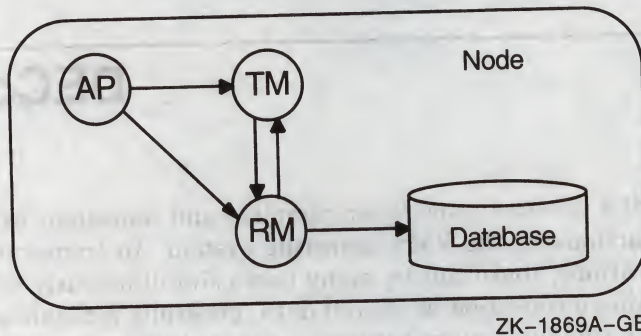 Node
AP
TM
RM
Database
ZK-1869A-GE